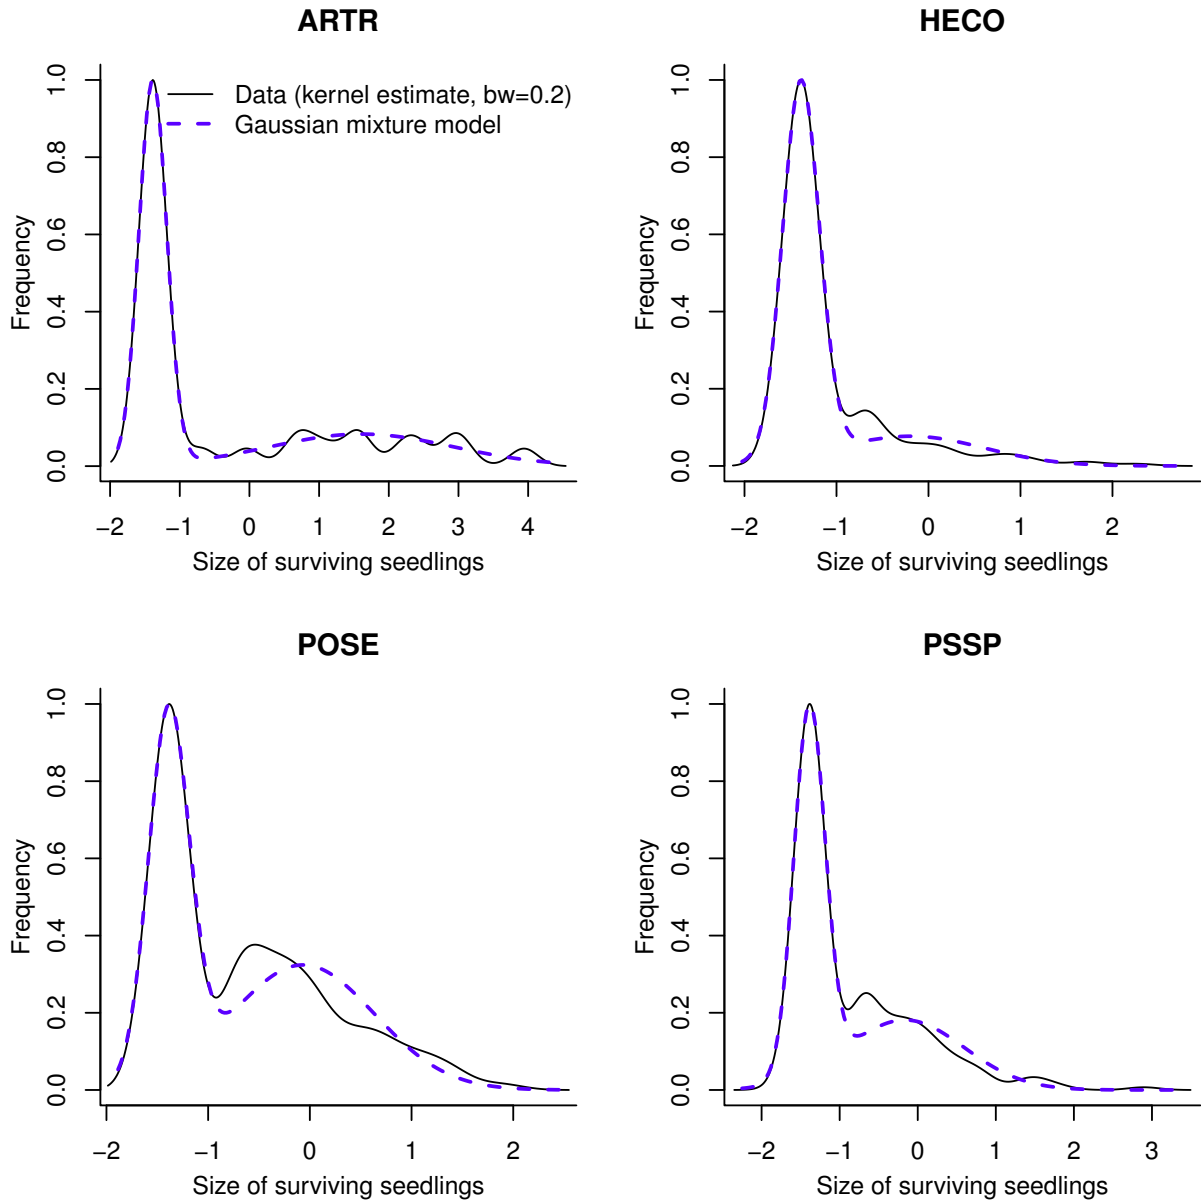 ARTR
1.0
0.8
0.6
0.4
0.2
0.0
Frequency
Data (kernel estimate, bw=0.2)
Gaussian mixture model
−2 −1 0 1 2 3 4
Size of surviving seedlings
HECO
1.0
0.8
0.6
0.4
0.2
0.0
Frequency
−2 −1 0 1 2
Size of surviving seedlings
POSE
1.0
0.8
0.6
0.4
0.2
0.0
Frequency
−2 −1 0 1 2
Size of surviving seedlings
PSSP
1.0
0.8
0.6
0.4
0.2
0.0
Frequency
−2 −1 0 1 2 3
Size of surviving seedlings